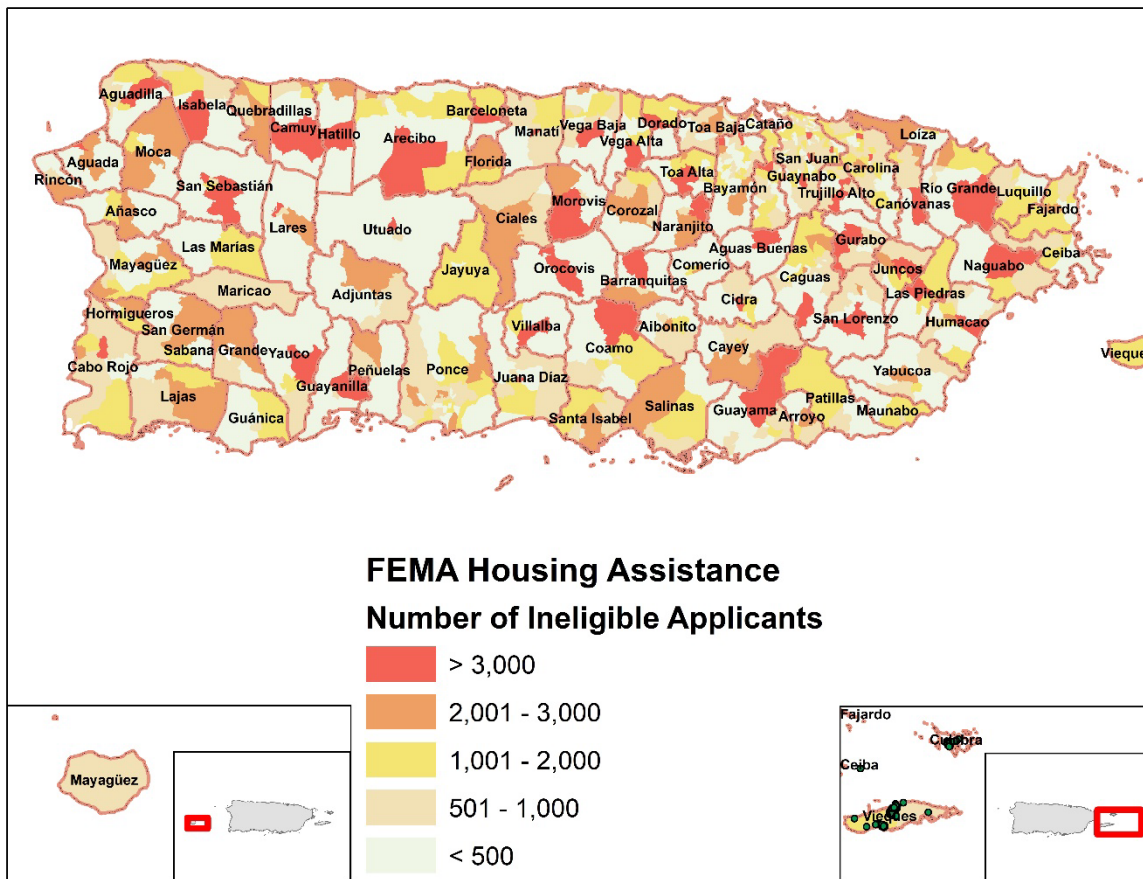 Aguadilla
Isabela
Quebradillas
Camuy
Hatillo
Arecibo
Barceloneta
Manatí
Vega Baja
Vega Alta
Dorado
Toa Baja
Cataño
Loíza
Aguada
Rincón
Moca
San Sebastián
Florida
Toa Alta
Bayamón
San Juan
Guaynabo
Carolina
Trujillo Alto
Canóvanas
Río Grande
Luquillo
Fajardo
Añasco
Lares
Utuado
Ciales
Morovis
Corozal
Naranjito
Las Marías
Aguas Buenas
Gurabo
Ceiba
Mayagüez
Maricao
Adjuntas
Jayuya
Orocovis
Barranquitas
Comerío
Caguas
Juncos
Naguabo
Las Piedras
Cidra
Hormigueros
San Germán
Sabana Grande
Yauco
Villalba
Aibonito
San Lorenzo
Humacao
Vieque
Cabo Rojo
Guayanilla
Peñuelas
Ponce
Juana Díaz
Coamo
Cayey
Yabucoa
Lajas
Guánica
Santa Isabel
Salinas
Guayama
Arroyo
Patillas
Maunabo
FEMA Housing Assistance
Number of Ineligible Applicants
> 3,000
2,001 - 3,000
1,001 - 2,000
501 - 1,000
< 500
Mayagüez
Fajardo
Culebra
Ceiba
Vieques